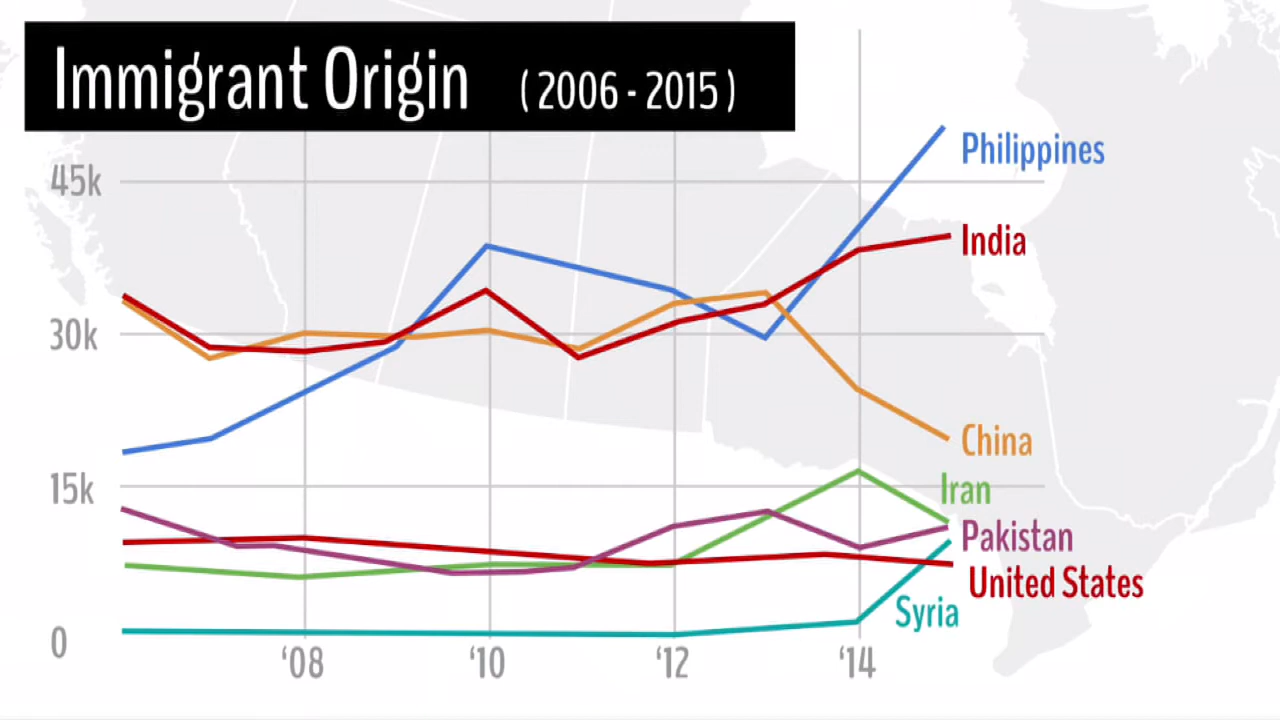 Immigrant Origin ( 2006 - 2015 )
Philippines
45k
India
30k
China
15k
Iran
Pakistan
United States
Syria
0
‘08 ‘10 ‘12 ‘14